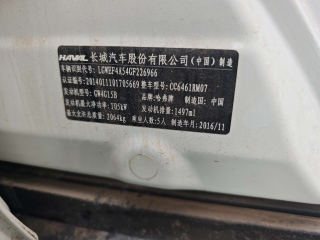 HAVAL 长城汽车股份有限公司(中国)制造
车辆识别代号: LGWEF4A54GF226966
认证代号: 2014011101705669 整车型号: CC6461RM07
发动机型号: GW4G15B 品牌: 哈弗牌 制造国: 中国
发动机最大净功率: 105kW 发动机排量: 1497ml
最大允许总质量: 2064kg 乘坐人数: 5人 制造年月: 2016/11